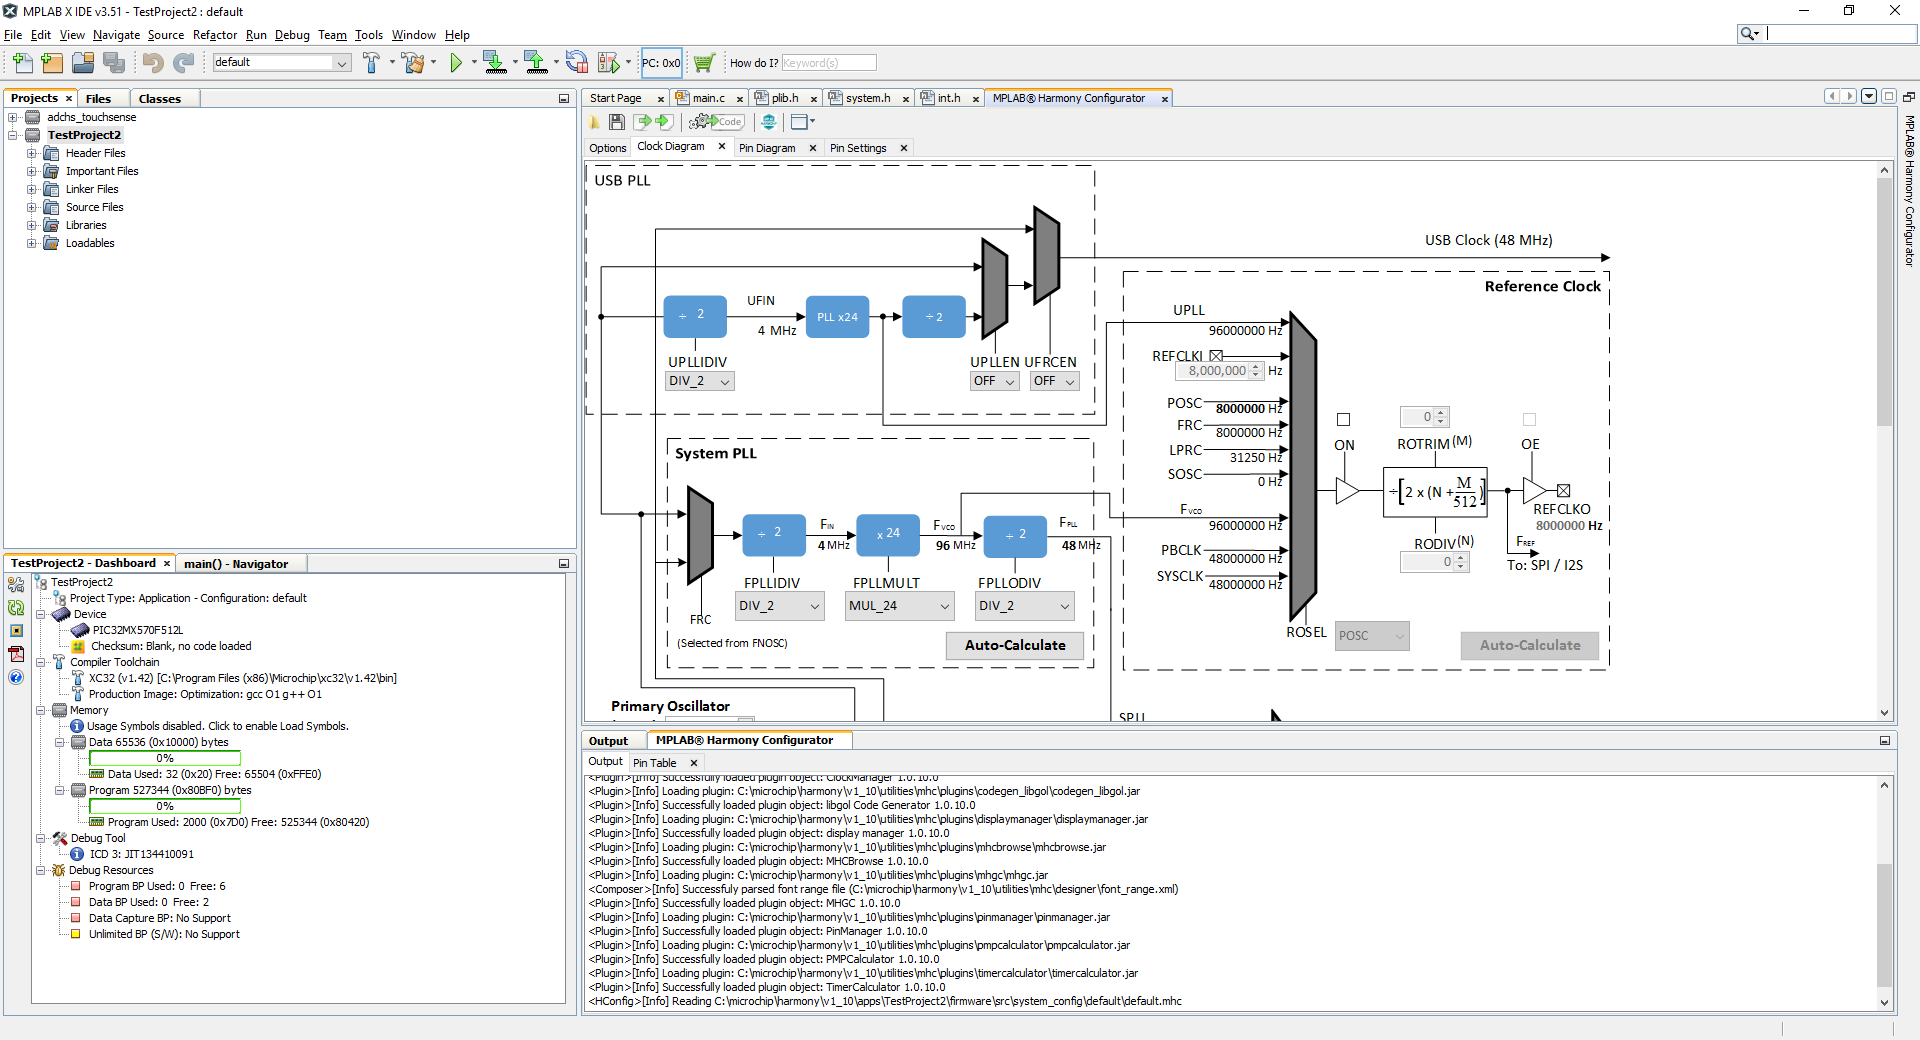 MPLAB X IDE v3.51 - TestProject2 : default
File Edit View Navigate Source Refactor Run Debug Team Tools Window Help
default PC: 0x0 How do I? Keyword(s)
Projects Files Classes
addchs_touchsense
TestProject2
Header Files
Important Files
Linker Files
Source Files
Libraries
Loadables
TestProject2 - Dashboard main() - Navigator
TestProject2
Project Type: Application - Configuration: default
Device
PIC32MX570F512L
Checksum: Blank, no code loaded
Compiler Toolchain
XC32 (v1.42) [C:\Program Files (x86)\Microchip\xc32\v1.42\bin]
Production Image: Optimization: gcc O1 g++ O1
Memory
Usage Symbols disabled. Click to enable Load Symbols.
Data 65536 (0x10000) bytes
0%
Data Used: 32 (0x20) Free: 65504 (0xFFE0)
Program 527344 (0x80BF0) bytes
0%
Program Used: 2000 (0x7D0) Free: 525344 (0x80420)
Debug Tool
ICD 3: JIT134410091
Debug Resources
Program BP Used: 0 Free: 6
Data BP Used: 0 Free: 2
Data Capture BP: No Support
Unlimited BP (S/W): No Support
Start Page main.c plib.h system.h int.h MPLAB® Harmony Configurator
Code
Options Clock Diagram Pin Diagram Pin Settings
USB PLL
÷ 2
UFIN
4 MHz
PLL x24
÷ 2
UPLLIDIV
DIV_2
UPLLEN UFRCEN
OFF OFF
USB Clock (48 MHz)
System PLL
÷ 2
FIN
4 MHz
x 24
FVCO
96 MHz
÷ 2
FPLL
48 MHz
FPLLIDIV FPLLMULT FPLLODIV
DIV_2 MUL_24 DIV_2
FRC
(Selected from FNOSC)
Auto-Calculate
Primary Oscillator
SPLL
Reference Clock
UPLL
96000000 Hz
REFCLKI
8,000,000 Hz
POSC
8000000 Hz
FRC
8000000 Hz
LPRC
31250 Hz
SOSC
0 Hz
FVCO
96000000 Hz
PBCLK
48000000 Hz
SYSCLK
48000000 Hz
ROSEL POSC
ON
0
ROTRIM (M)
OE
÷[2 x (N + M/512)]
RODIV (N)
0
REFCLKO
8000000 Hz
FREF
To: SPI / I2S
Auto-Calculate
MPLAB® Harmony Configurator
Output MPLAB® Harmony Configurator
Output Pin Table
<Plugin>[Info] Successfully loaded plugin object: ClockManager 1.0.10.0
<Plugin>[Info] Loading plugin: C:\microchip\harmony\v1_10\utilities\mhc\plugins\codegen_libgol\codegen_libgol.jar
<Plugin>[Info] Successfully loaded plugin object: libgol Code Generator 1.0.10.0
<Plugin>[Info] Loading plugin: C:\microchip\harmony\v1_10\utilities\mhc\plugins\displaymanager\displaymanager.jar
<Plugin>[Info] Successfully loaded plugin object: display manager 1.0.10.0
<Plugin>[Info] Loading plugin: C:\microchip\harmony\v1_10\utilities\mhc\plugins\mhcbrowse\mhcbrowse.jar
<Plugin>[Info] Successfully loaded plugin object: MHCBrowse 1.0.10.0
<Plugin>[Info] Loading plugin: C:\microchip\harmony\v1_10\utilities\mhc\plugins\mhgc\mhgc.jar
<Composer>[Info] Successfuly parsed font range file (C:\microchip\harmony\v1_10\utilities\mhc\designer\font_range.xml)
<Plugin>[Info] Successfully loaded plugin object: MHGC 1.0.10.0
<Plugin>[Info] Loading plugin: C:\microchip\harmony\v1_10\utilities\mhc\plugins\pinmanager\pinmanager.jar
<Plugin>[Info] Successfully loaded plugin object: PinManager 1.0.10.0
<Plugin>[Info] Loading plugin: C:\microchip\harmony\v1_10\utilities\mhc\plugins\pmpcalculator\pmpcalculator.jar
<Plugin>[Info] Successfully loaded plugin object: PMPCalculator 1.0.10.0
<Plugin>[Info] Loading plugin: C:\microchip\harmony\v1_10\utilities\mhc\plugins\timercalculator\timercalculator.jar
<Plugin>[Info] Successfully loaded plugin object: TimerCalculator 1.0.10.0
<HConfig>[Info] Reading C:\microchip\harmony\v1_10\apps\TestProject2\firmware\src\system_config\default\default.mhc